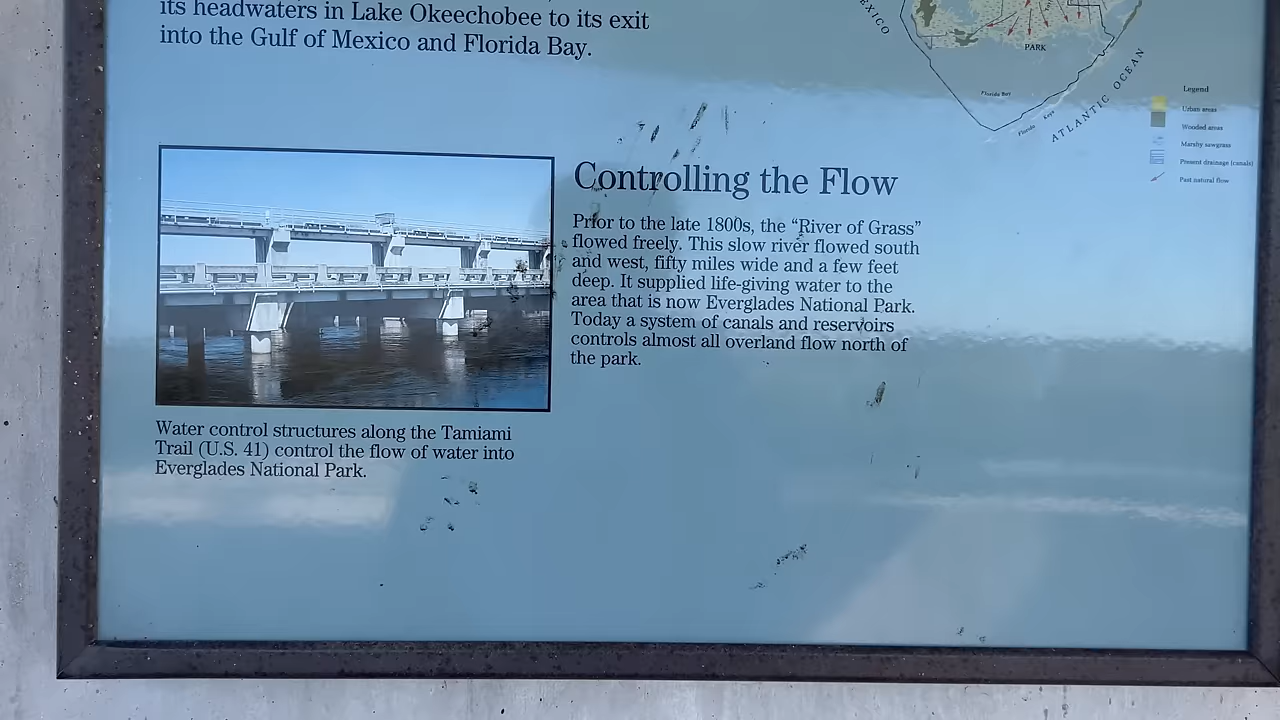 its headwaters in Lake Okeechobee to its exit
into the Gulf of Mexico and Florida Bay.
EXICO
PARK
Florida Bay
Florida Keys
ATLANTIC OCEAN
Legend
Urban areas
Wooded areas
Marshy sawgrass
Present drainage (canals)
Past natural flow
Controlling the Flow
Prior to the late 1800s, the “River of Grass”
flowed freely. This slow river flowed south
and west, fifty miles wide and a few feet
deep. It supplied life-giving water to the
area that is now Everglades National Park.
Today a system of canals and reservoirs
controls almost all overland flow north of
the park.
Water control structures along the Tamiami
Trail (U.S. 41) control the flow of water into
Everglades National Park.